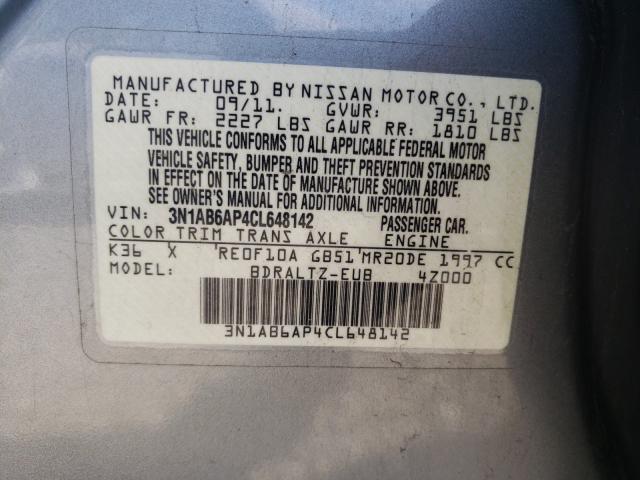 MANUFACTURED BY NISSAN MOTOR CO., LTD.
DATE: 09/11. GVWR: 3951 LBS
GAWR FR: 2227 LBS GAWR RR: 1810 LBS
THIS VEHICLE CONFORMS TO ALL APPLICABLE FEDERAL MOTOR
VEHICLE SAFETY, BUMPER AND THEFT PREVENTION STANDARDS
IN EFFECT ON THE DATE OF MANUFACTURE SHOWN ABOVE.
SEE OWNER'S MANUAL FOR ADDITIONAL INFORMATION.
VIN: 3N1AB6AP4CL648142 PASSENGER CAR.
COLOR TRIM TRANS AXLE ENGINE
K36 X 'RE0F10A GB51'MR20DE 1997 CC
BDRALTZ-EUB 4Z000
3N1AB6AP4CL648142